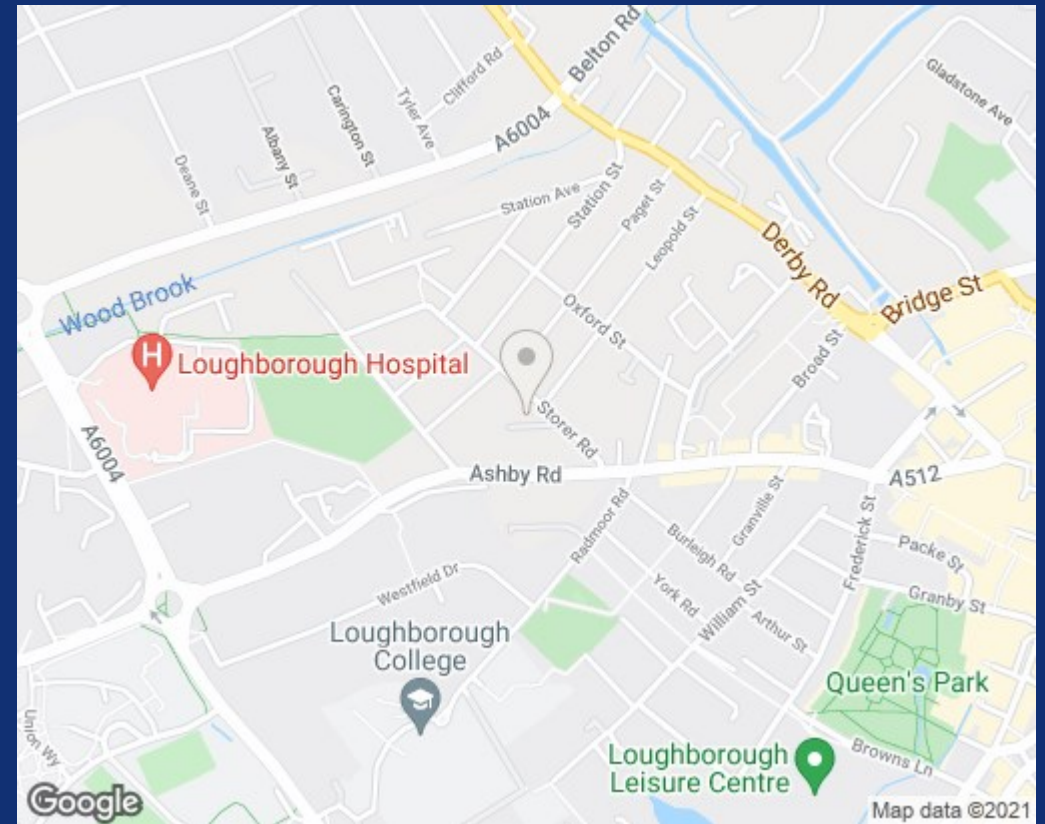 Belton Rd
Clifford Rd
Tyler Ave
A6004
Carington St
Albany St
Deane St
Gladstone Ave
Station Ave
Station St
Paget St
Leopold St
Derby Rd
Bridge St
Wood Brook
Oxford St
Broad St
H
Loughborough Hospital
Storer Rd
A6004
Ashby Rd
A512
Radmoor Rd
Granville St
Frederick St
Burleigh Rd
Packe St
Westfield Dr
York Rd
William St
Granby St
Arthur St
Loughborough
College
Queen's Park
Union Wy
Loughborough
Leisure Centre
Browns Ln
Google
Map data ©2021